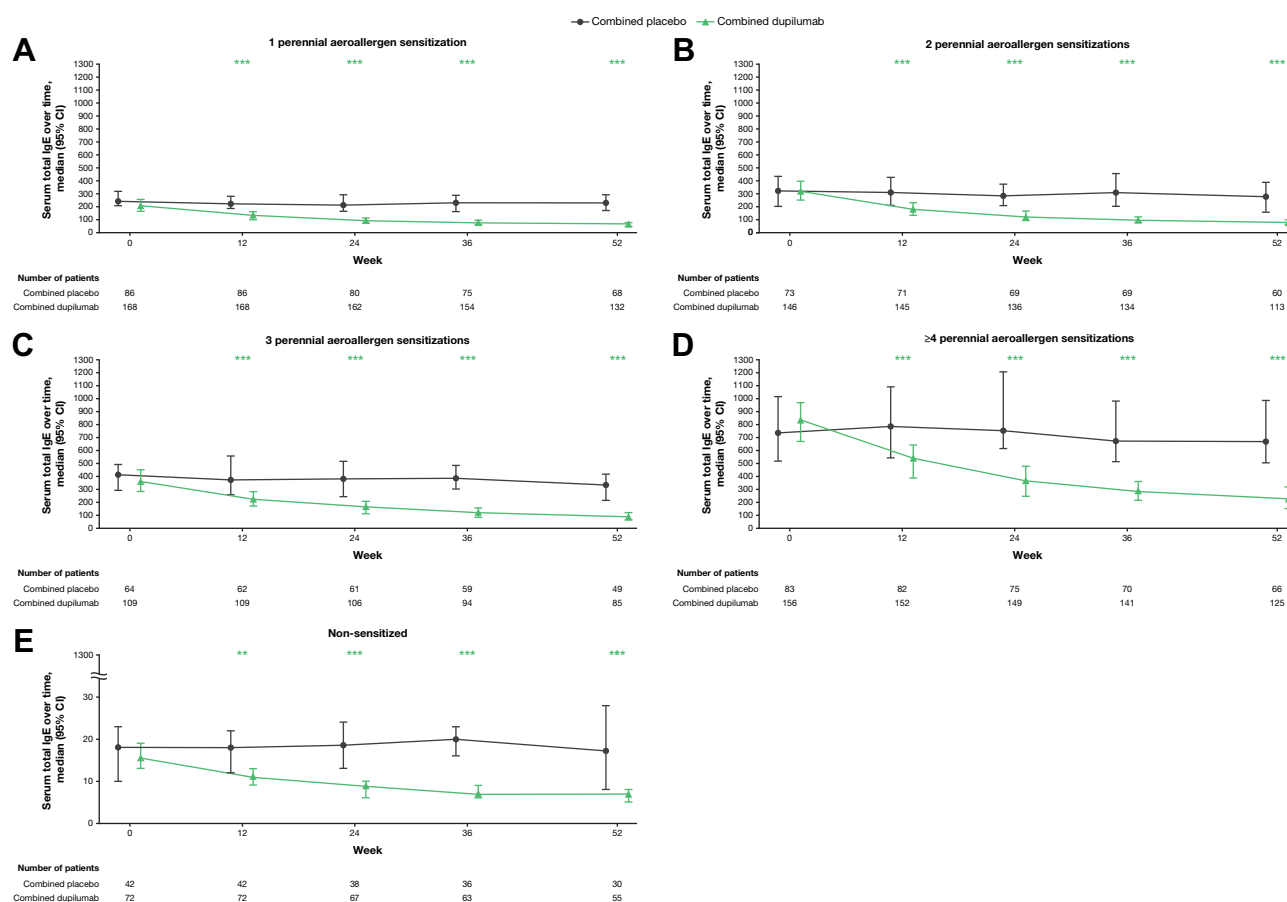 Combined placebo Combined dupilumab
A
1 perennial aeroallergen sensitization
*** *** *** ***
Serum total IgE over time,
median (95% CI)
1300
1200
1100
1000
900
800
700
600
500
400
300
200
100
0
0 12 24 36 52
Week
Number of patients
Combined placebo 86 86 80 75 68
Combined dupilumab 168 168 162 154 132
B
2 perennial aeroallergen sensitizations
*** *** *** ***
Serum total IgE over time,
median (95% CI)
1300
1200
1100
1000
900
800
700
600
500
400
300
200
100
0
0 12 24 36 52
Week
Number of patients
Combined placebo 73 71 69 69 60
Combined dupilumab 146 145 136 134 113
C
3 perennial aeroallergen sensitizations
*** *** *** ***
Serum total IgE over time,
median (95% CI)
1300
1200
1100
1000
900
800
700
600
500
400
300
200
100
0
0 12 24 36 52
Week
Number of patients
Combined placebo 64 62 61 59 49
Combined dupilumab 109 109 106 94 85
D
≥4 perennial aeroallergen sensitizations
*** *** *** ***
Serum total IgE over time,
median (95% CI)
1300
1200
1100
1000
900
800
700
600
500
400
300
200
100
0
0 12 24 36 52
Week
Number of patients
Combined placebo 83 82 75 70 66
Combined dupilumab 156 152 149 141 125
E
Non-sensitized
** *** *** ***
Serum total IgE over time,
median (95% CI)
1300
30
20
10
0
0 12 24 36 52
Week
Number of patients
Combined placebo 42 42 38 36 30
Combined dupilumab 72 72 67 63 55